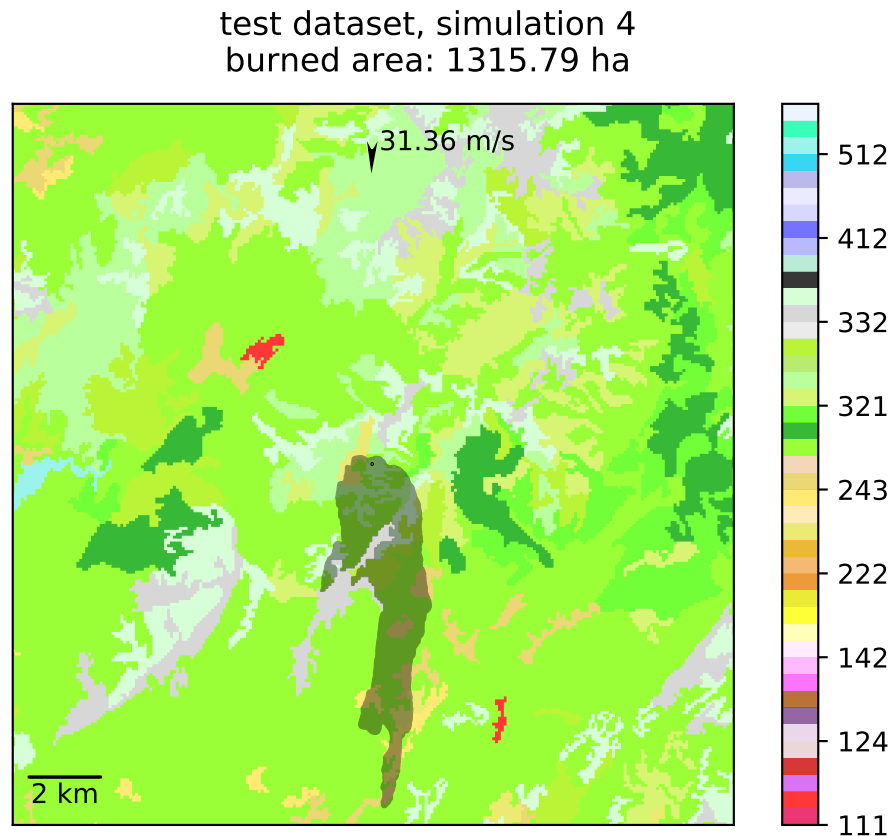 test dataset, simulation 4
burned area: 1315.79 ha
31.36 m/s
2 km
512
412
332
321
243
222
142
124
111